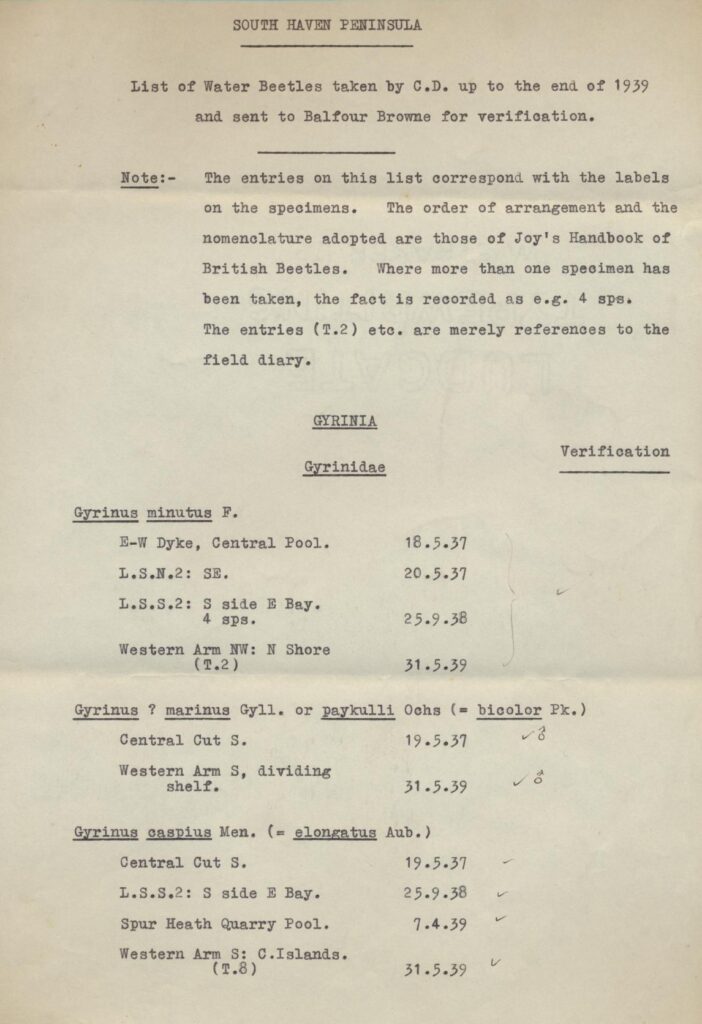 SOUTH HAVEN PENINSULA
List of Water Beetles taken by C.D. up to the end of 1939
and sent to Balfour Browne for verification.
Note:- The entries on this list correspond with the labels
on the specimens. The order of arrangement and the
nomenclature adopted are those of Joy's Handbook of
British Beetles. Where more than one specimen has
been taken, the fact is recorded as e.g. 4 sps.
The entries (T.2) etc. are merely references to the
field diary.
GYRINIA
Verification
Gyrinidae
Gyrinus minutus F.
E-W Dyke, Central Pool. 18.5.37
L.S.N.2: SE. 20.5.37
L.S.S.2: S side E Bay.
4 sps. 25.9.38
✓
Western Arm NW: N Shore
(T.2) 31.5.39
Gyrinus ? marinus Gyll. or paykulli Ochs (= bicolor Pk.)
Central Cut S. 19.5.37 ✓ ♂
Western Arm S, dividing
shelf. 31.5.39 ✓ ♂
Gyrinus caspius Men. (= elongatus Aub.)
Central Cut S. 19.5.37 ✓
L.S.S.2: S side E Bay. 25.9.38 ✓
Spur Heath Quarry Pool. 7.4.39 ✓
Western Arm S: C.Islands.
(T.8) 31.5.39 ✓